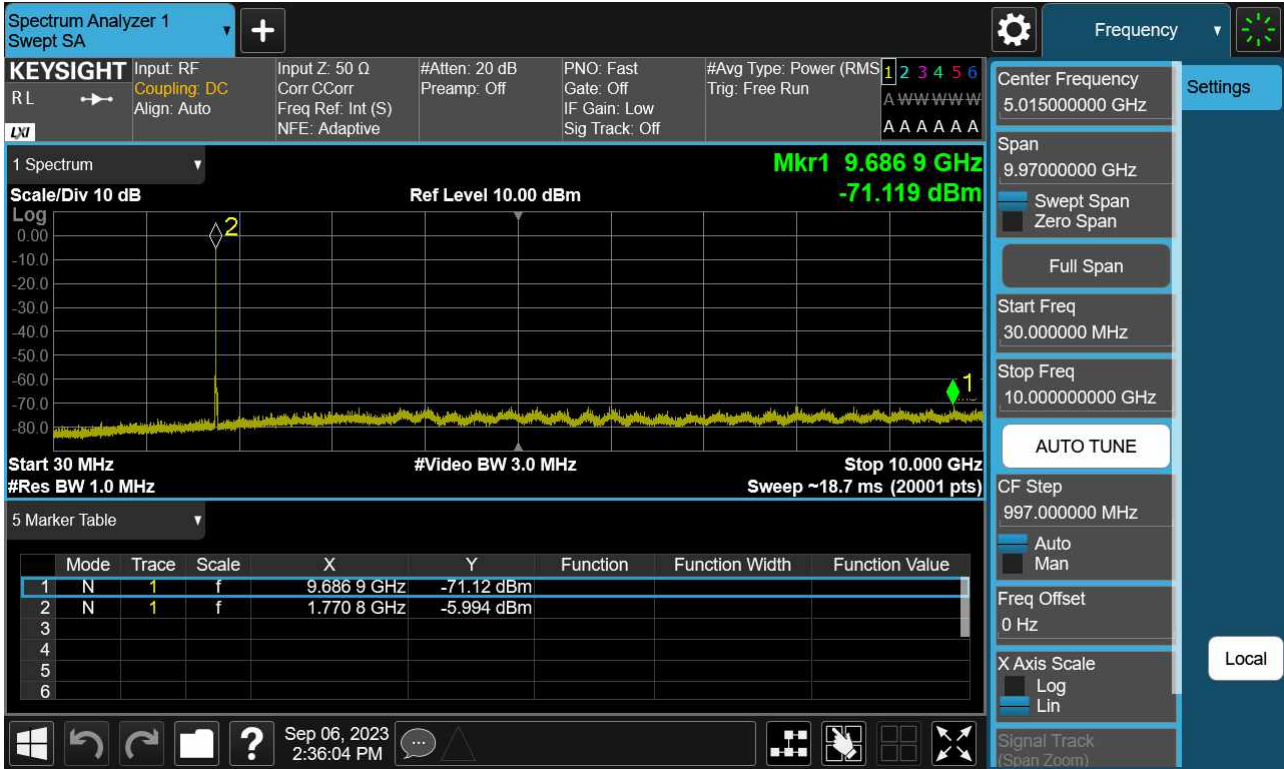 Spectrum Analyzer 1
Swept SA
Frequency
KEYSIGHT
RL
LXI
Input: RF
Coupling: DC
Align: Auto
Input Z: 50 Ω
Corr CCorr
Freq Ref: Int (S)
NFE: Adaptive
#Atten: 20 dB
Preamp: Off
PNO: Fast
Gate: Off
IF Gain: Low
Sig Track: Off
#Avg Type: Power (RMS
Trig: Free Run
1 2 3 4 5 6
A W W W W W
A A A A A A
1 Spectrum
Mkr1 9.686 9 GHz
Scale/Div 10 dB
Ref Level 10.00 dBm
-71.119 dBm
Log
0.00
-10.0
-20.0
-30.0
-40.0
-50.0
-60.0
-70.0
-80.0
2
1
Start 30 MHz
#Video BW 3.0 MHz
Stop 10.000 GHz
#Res BW 1.0 MHz
Sweep ~18.7 ms (20001 pts)
5 Marker Table
Mode Trace Scale X Y Function Function Width Function Value
1 N 1 f 9.686 9 GHz -71.12 dBm
2 N 1 f 1.770 8 GHz -5.994 dBm
3
4
5
6
Sep 06, 2023
2:36:04 PM
Center Frequency
5.015000000 GHz
Span
9.97000000 GHz
Swept Span
Zero Span
Full Span
Start Freq
30.000000 MHz
Stop Freq
10.000000000 GHz
AUTO TUNE
CF Step
997.000000 MHz
Auto
Man
Freq Offset
0 Hz
X Axis Scale
Log
Lin
Signal Track
(Span Zoom)
Settings
Local